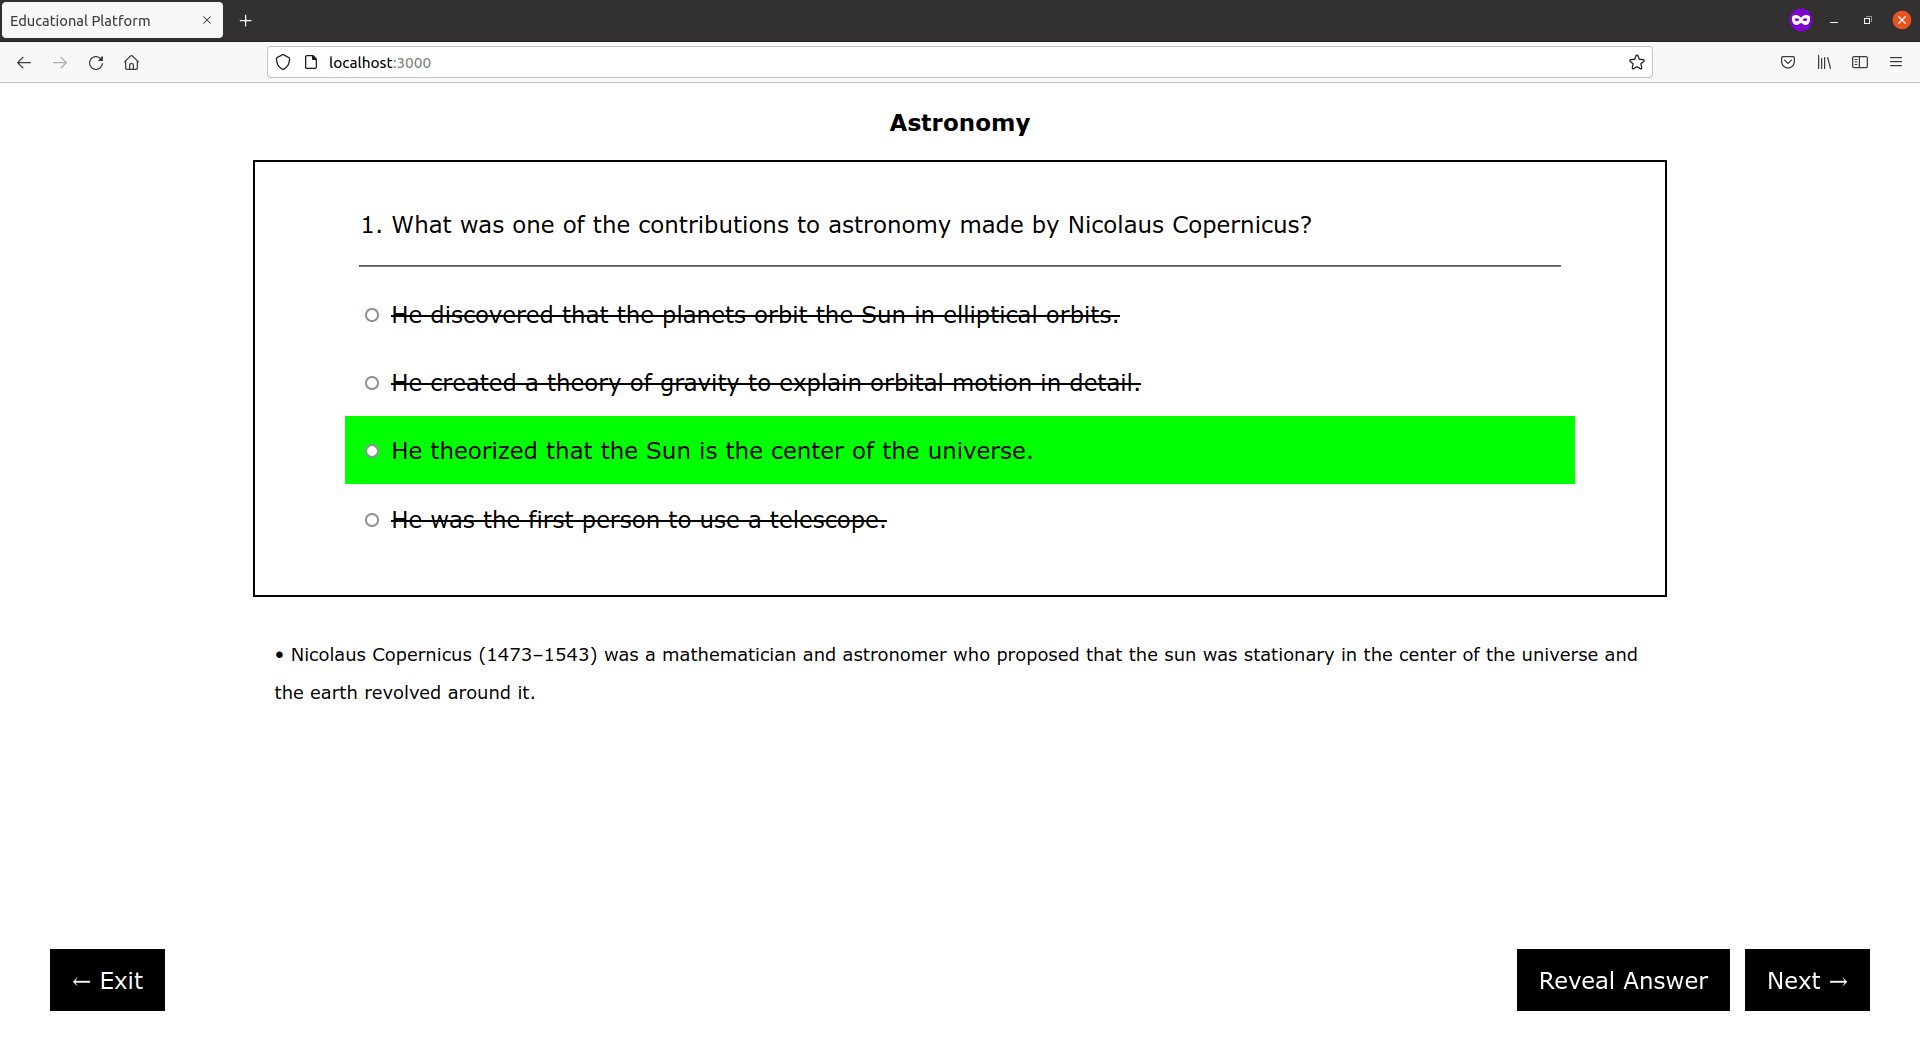 Educational Platform
localhost:3000
Astronomy
1. What was one of the contributions to astronomy made by Nicolaus Copernicus?
He discovered that the planets orbit the Sun in elliptical orbits.
He created a theory of gravity to explain orbital motion in detail.
He theorized that the Sun is the center of the universe.
He was the first person to use a telescope.
• Nicolaus Copernicus (1473–1543) was a mathematician and astronomer who proposed that the sun was stationary in the center of the universe and
the earth revolved around it.
← Exit
Reveal Answer
Next →